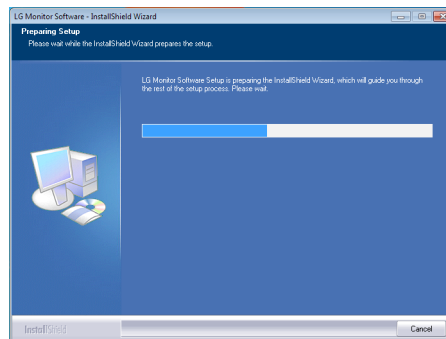 LG Monitor Software - InstallShield Wizard
Preparing Setup
Please wait while the InstallShield Wizard prepares the setup.
LG Monitor Software Setup is preparing the InstallShield Wizard, which will guide you through
the rest of the setup process. Please wait.
InstallShield
Cancel